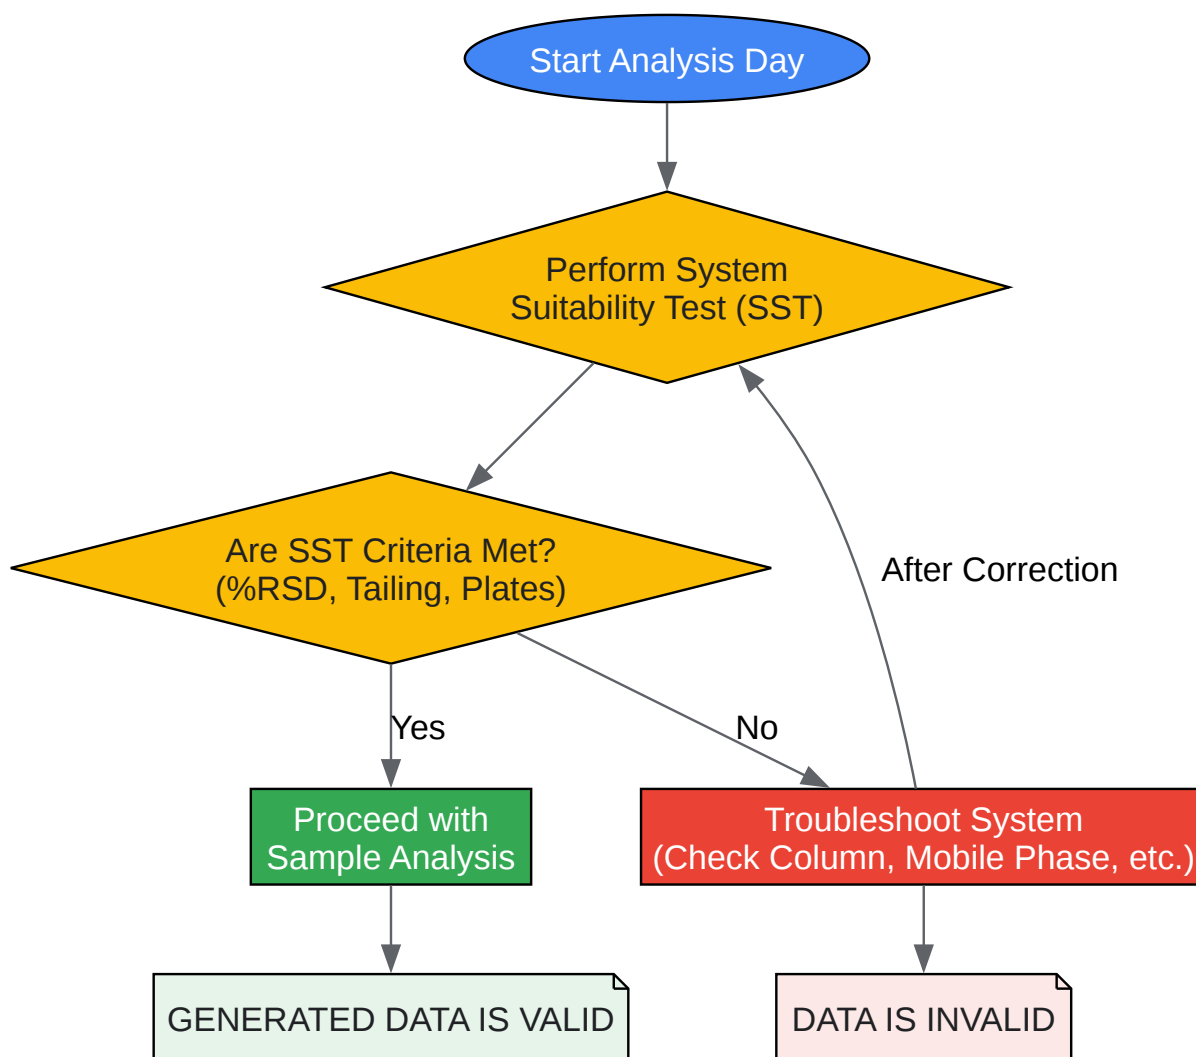 Start Analysis Day
Perform System
Suitability Test (SST)
Are SST Criteria Met?
(%RSD, Tailing, Plates)
After Correction
Yes
No
Proceed with
Sample Analysis
Troubleshoot System
(Check Column, Mobile Phase, etc.)
GENERATED DATA IS VALID
DATA IS INVALID